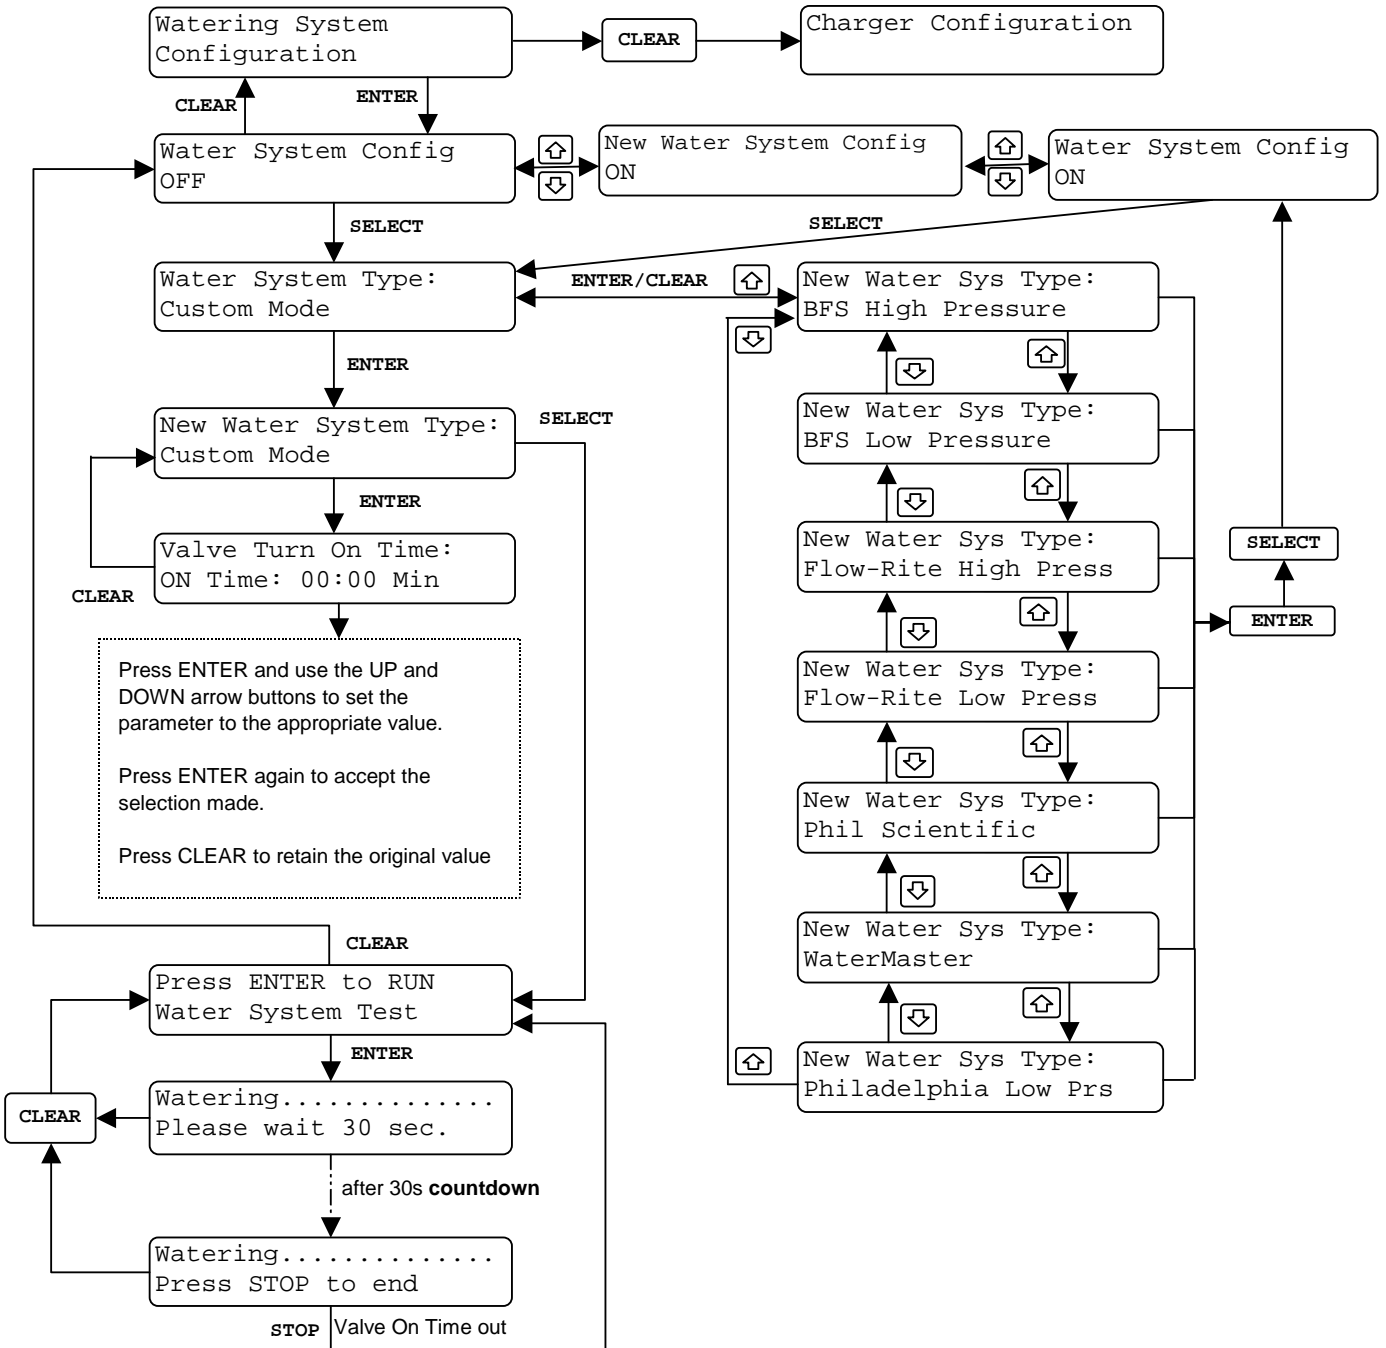 Watering System
Configuration
CLEAR
Charger Configuration
CLEAR
ENTER
Water System Config
OFF
New Water System Config
ON
Water System Config
ON
SELECT
SELECT
Water System Type:
Custom Mode
ENTER/CLEAR
New Water Sys Type:
BFS High Pressure
ENTER
New Water System Type:
Custom Mode
SELECT
New Water Sys Type:
BFS Low Pressure
ENTER
Valve Turn On Time:
ON Time: 00:00 Min
CLEAR
New Water Sys Type:
Flow-Rite High Press
SELECT
ENTER
Press ENTER and use the UP and
DOWN arrow buttons to set the
parameter to the appropriate value.
Press ENTER again to accept the
selection made.
Press CLEAR to retain the original value
New Water Sys Type:
Flow-Rite Low Press
New Water Sys Type:
Phil Scientific
New Water Sys Type:
WaterMaster
New Water Sys Type:
Philadelphia Low Prs
CLEAR
Press ENTER to RUN
Water System Test
ENTER
CLEAR
Watering..............
Please wait 30 sec.
after 30s countdown
Watering..............
Press STOP to end
STOP
Valve On Time out